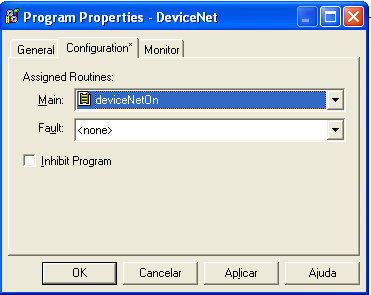 Program Properties - DeviceNet
General Configuration* Monitor
Assigned Routines:
Main: deviceNetOn
Fault: <none>
Inhibit Program
OK Cancelar Aplicar Ajuda